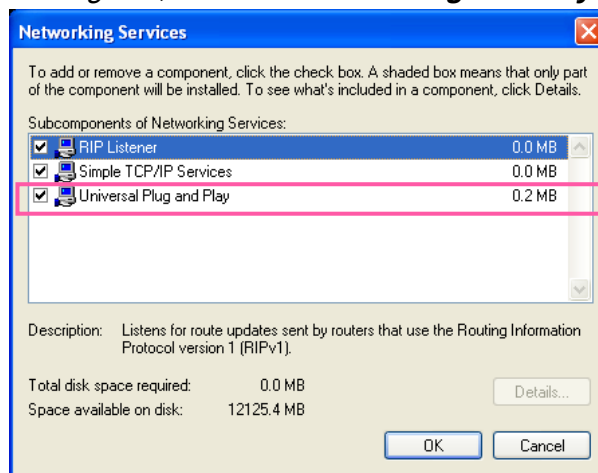 Networking Services
To add or remove a component, click the check box. A shaded box means that only part
of the component will be installed. To see what's included in a component, click Details.
Subcomponents of Networking Services:
RIP Listener 0.0 MB
Simple TCP/IP Services 0.0 MB
Universal Plug and Play 0.2 MB
Description: Listens for route updates sent by routers that use the Routing Information
Protocol version 1 (RIPv1).
Total disk space required: 0.0 MB
Details...
Space available on disk: 12125.4 MB
OK Cancel